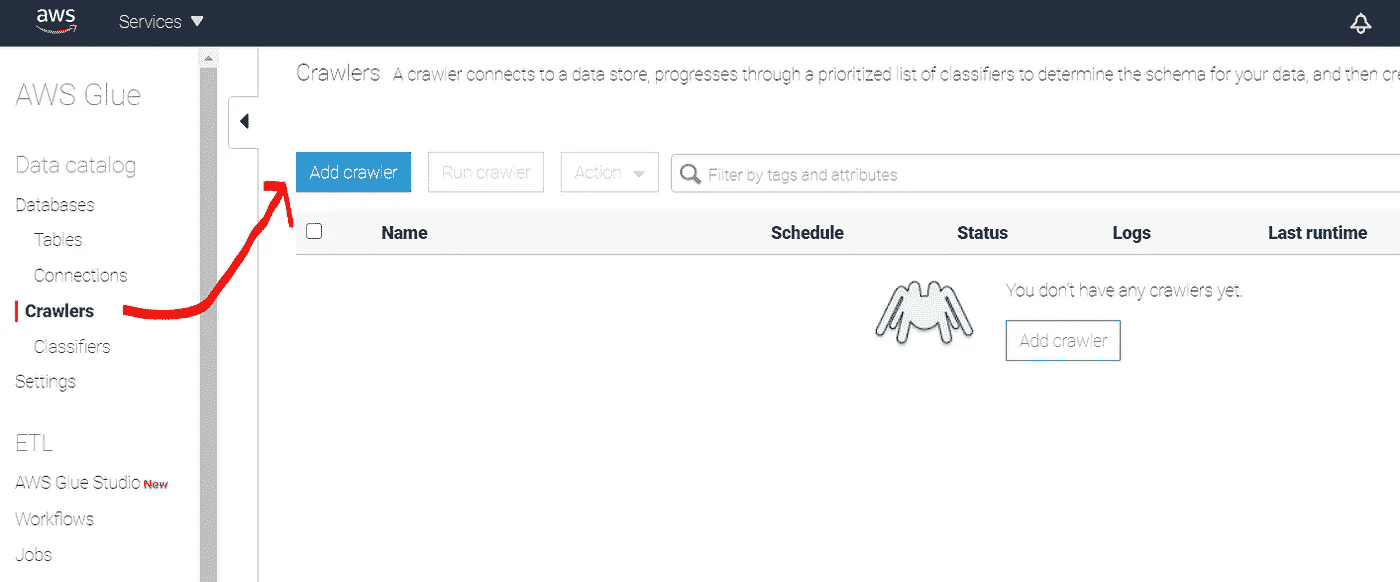 aws Services
AWS Glue
Data catalog
Databases
Tables
Connections
Crawlers
Classifiers
Settings
ETL
AWS Glue Studio New
Workflows
Jobs
Crawlers A crawler connects to a data store, progresses through a prioritized list of classifiers to determine the schema for your data, and then cre
Add crawler Run crawler Action Filter by tags and attributes
Name Schedule Status Logs Last runtime
You don't have any crawlers yet.
Add crawler